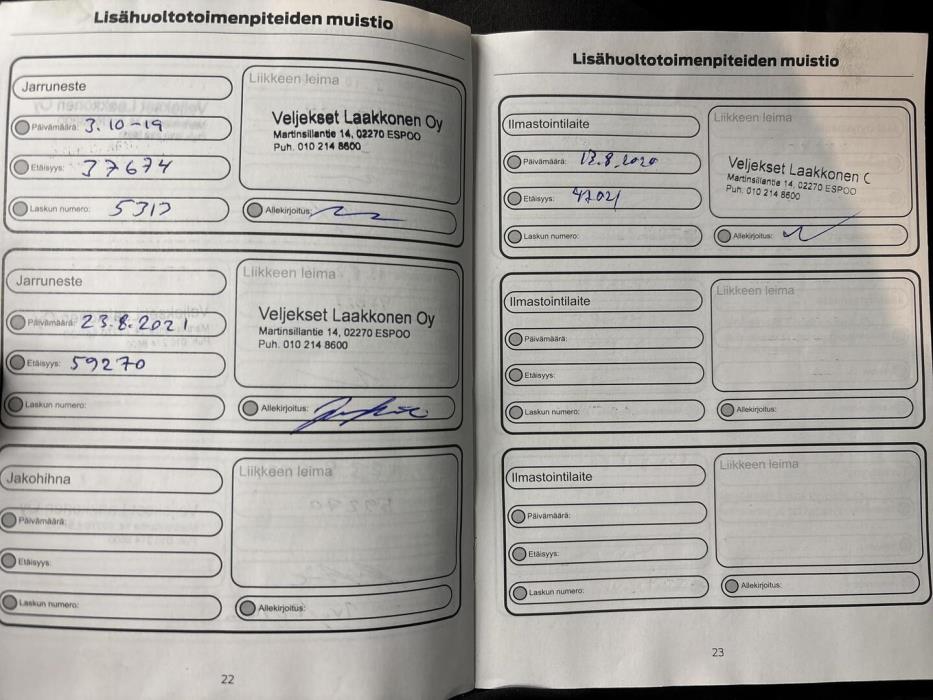 Lisähuoltotoimenpiteiden muistio
Jarruneste
Päivämäärä: 3.10-19
Etäisyys: 37674
Laskun numero:
Liikkeen leima
Veljekset Laakkonen Oy
Martinsillantie 14, 02270 ESPOO
Puh. 010 214 8600
Allekirjoitus:
Jarruneste
Päivämäärä: 23.8.2021
Etäisyys: 59270
Laskun numero:
Liikkeen leima
Veljekset Laakkonen Oy
Martinsillantie 14, 02270 ESPOO
Puh. 010 214 8600
Allekirjoitus:
Jakohihna
Päivämäärä:
Etäisyys:
Laskun numero:
Liikkeen leima
Allekirjoitus:
22
Lisähuoltotoimenpiteiden muistio
Ilmastointilaite
Päivämäärä: 13.8.2020
Etäisyys:
Laskun numero:
Liikkeen leima
Veljekset Laakkonen O
Martinsillantie 14, 02270 ESPOO
Puh. 010 214 8600
Allekirjoitus:
Ilmastointilaite
Päivämäärä:
Etäisyys:
Laskun numero:
Liikkeen leima
Allekirjoitus:
Ilmastointilaite
Päivämäärä:
Etäisyys:
Laskun numero:
Liikkeen leima
Allekirjoitus:
23